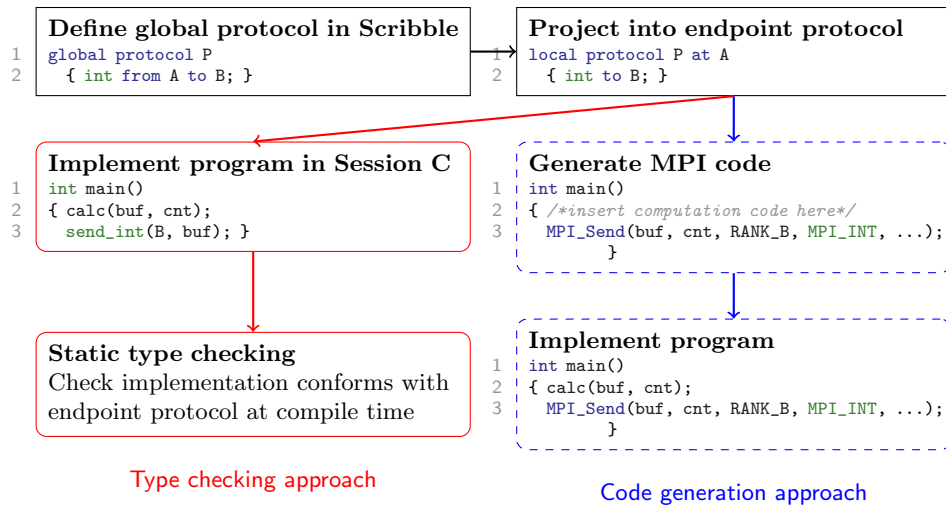 Define global protocol in Scribble
1 global protocol P
2 { int from A to B; }
Project into endpoint protocol
1 local protocol P at A
2 { int to B; }
Implement program in Session C
1 int main()
2 { calc(buf, cnt);
3 send_int(B, buf); }
Generate MPI code
1 int main()
2 { /*insert computation code here*/
3 MPI_Send(buf, cnt, RANK_B, MPI_INT, ...);
}
Static type checking
Check implementation conforms with
endpoint protocol at compile time
Implement program
1 int main()
2 { calc(buf, cnt);
3 MPI_Send(buf, cnt, RANK_B, MPI_INT, ...);
}
Type checking approach
Code generation approach